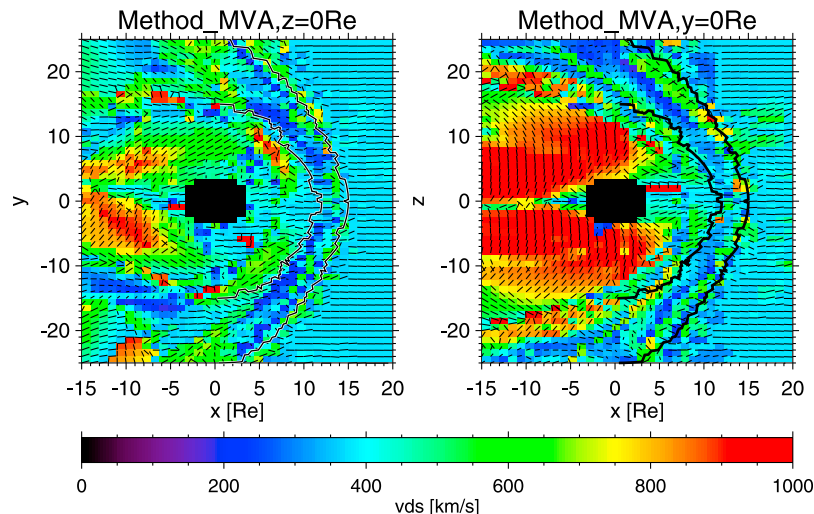 Method_MVA,z=0Re Method_MVA,y=0Re
20 20
10 10
y 0 z 0
-10 -10
-20 -20
-15 -10 -5 0 5 10 15 20 -15 -10 -5 0 5 10 15 20
x [Re] x [Re]
0 200 400 600 800 1000
vds [km/s]